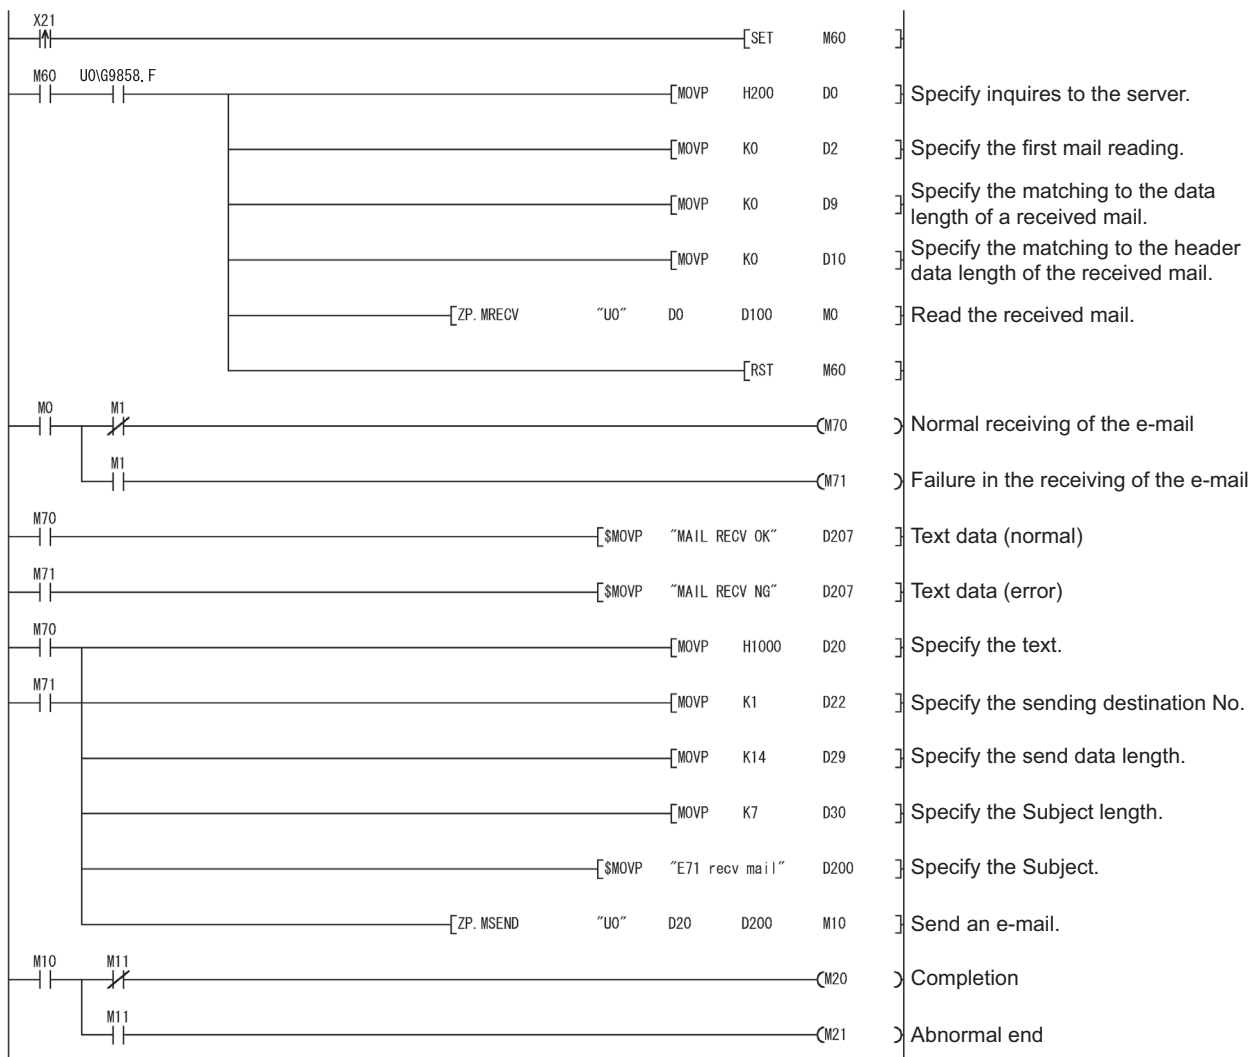 X21
[SET M60 ]
M60 U0\G9858.F
[MOVP H200 D0 ] Specify inquires to the server.
[MOVP K0 D2 ] Specify the first mail reading.
[MOVP K0 D9 ] Specify the matching to the data
length of a received mail.
[MOVP K0 D10 ] Specify the matching to the header
data length of the received mail.
[ZP.MRECV "U0" D0 D100 M0 ] Read the received mail.
[RST M60 ]
M0 M1
(M70 ) Normal receiving of the e-mail
M1
(M71 ) Failure in the receiving of the e-mail
M70
[$MOVP "MAIL RECV OK" D207 ] Text data (normal)
M71
[$MOVP "MAIL RECV NG" D207 ] Text data (error)
M70
[MOVP H1000 D20 ] Specify the text.
M71
[MOVP K1 D22 ] Specify the sending destination No.
[MOVP K14 D29 ] Specify the send data length.
[MOVP K7 D30 ] Specify the Subject length.
[$MOVP "E71 recv mail" D200 ] Specify the Subject.
[ZP.MSEND "U0" D20 D200 M10 ] Send an e-mail.
M10 M11
(M20 ) Completion
M11
(M21 ) Abnormal end